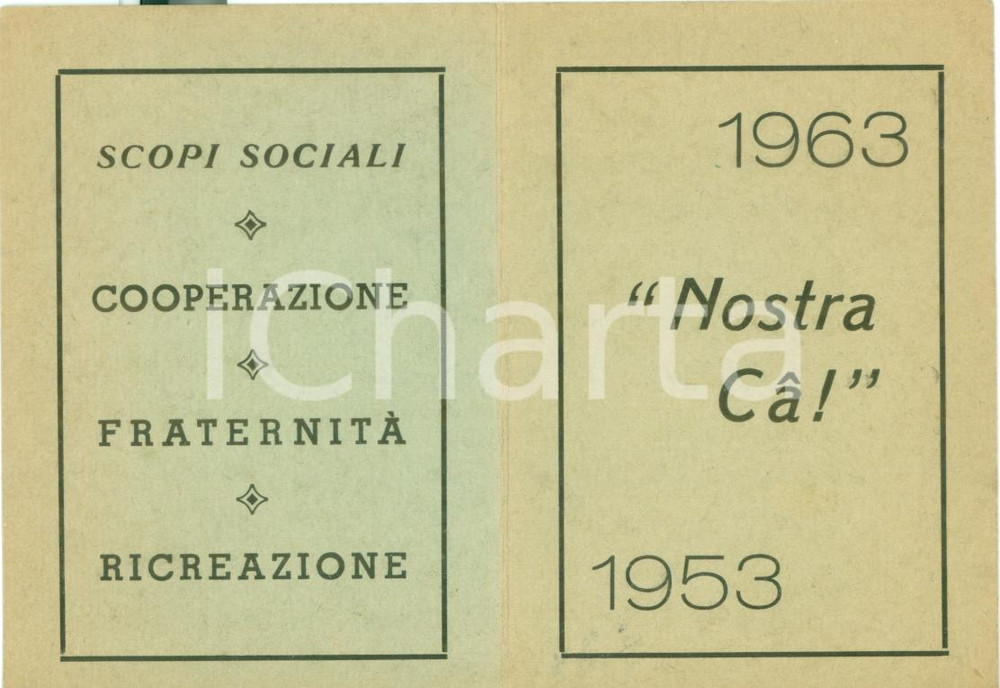 SCOPI SOCIALI
COOPERAZIONE
FRATERNITÀ
RICREAZIONE
1963
“Nostra
Câ!”
1953
iCharta